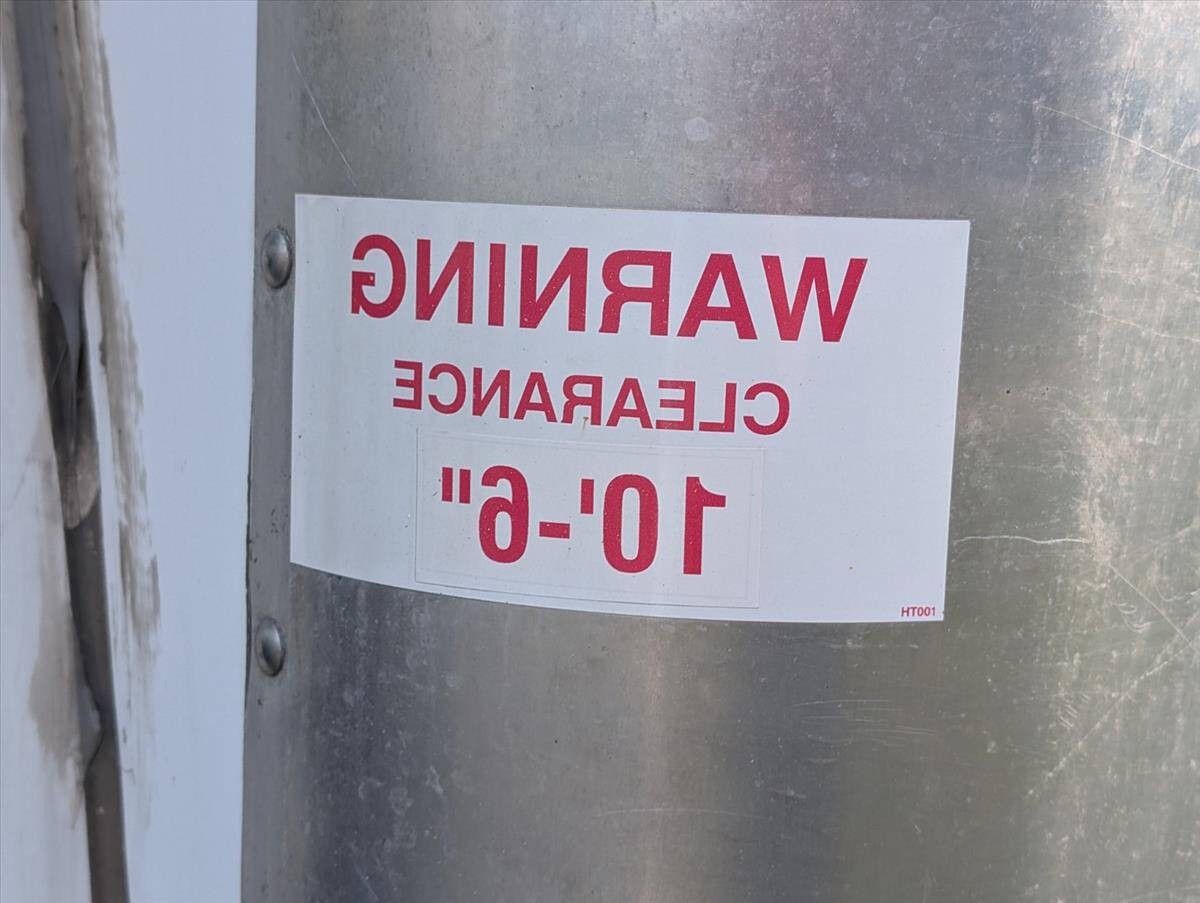 WARNING
CLEARANCE
10'-6"
HT001